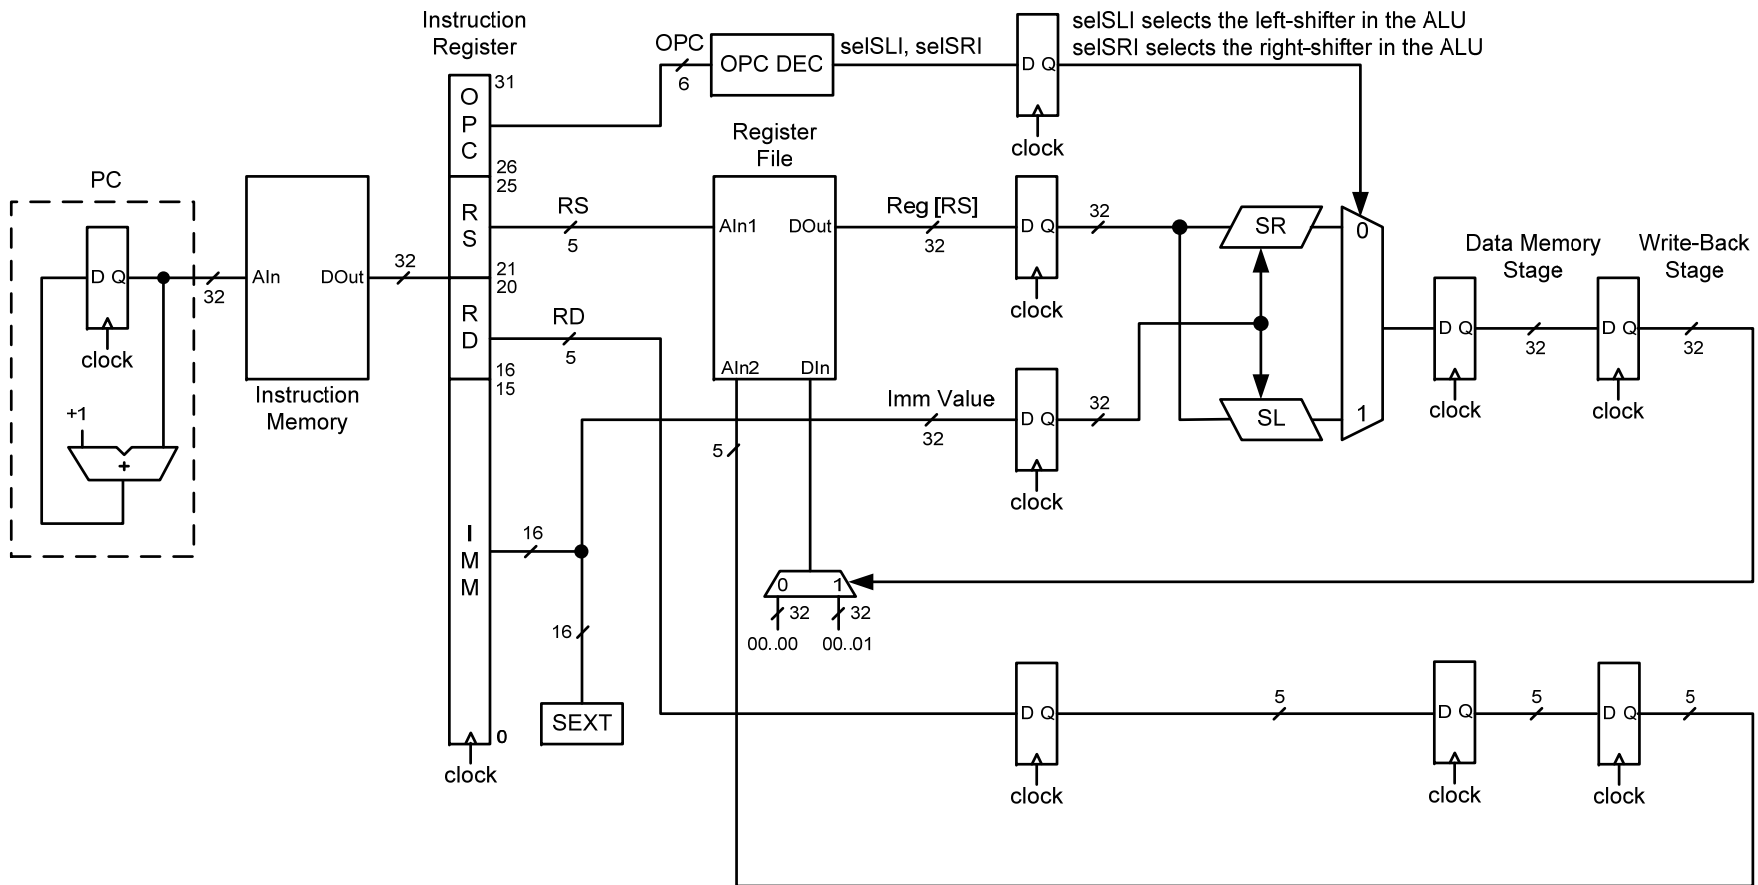 Instruction
Register
OPC
OPC DEC
selSLI, selSRI
6
selSLI selects the left-shifter in the ALU
selSRI selects the right-shifter in the ALU
D Q
clock
31
O
P
C
26
25
R
S
21
20
R
D
16
15
I
M
M
0
clock
PC
D Q
clock
+1
+
32
AIn
DOut
Instruction
Memory
32
RS
5
RD
5
Register
File
AIn1
DOut
AIn2
DIn
Reg [RS]
32
D Q
clock
32
SR
SL
0
1
Imm Value
32
D Q
clock
32
D Q
clock
Data Memory
Stage
32
D Q
clock
Write-Back
Stage
32
16
16
SEXT
5
0
1
32
32
00..00
00..01
D Q
clock
5
D Q
clock
5
D Q
clock
5